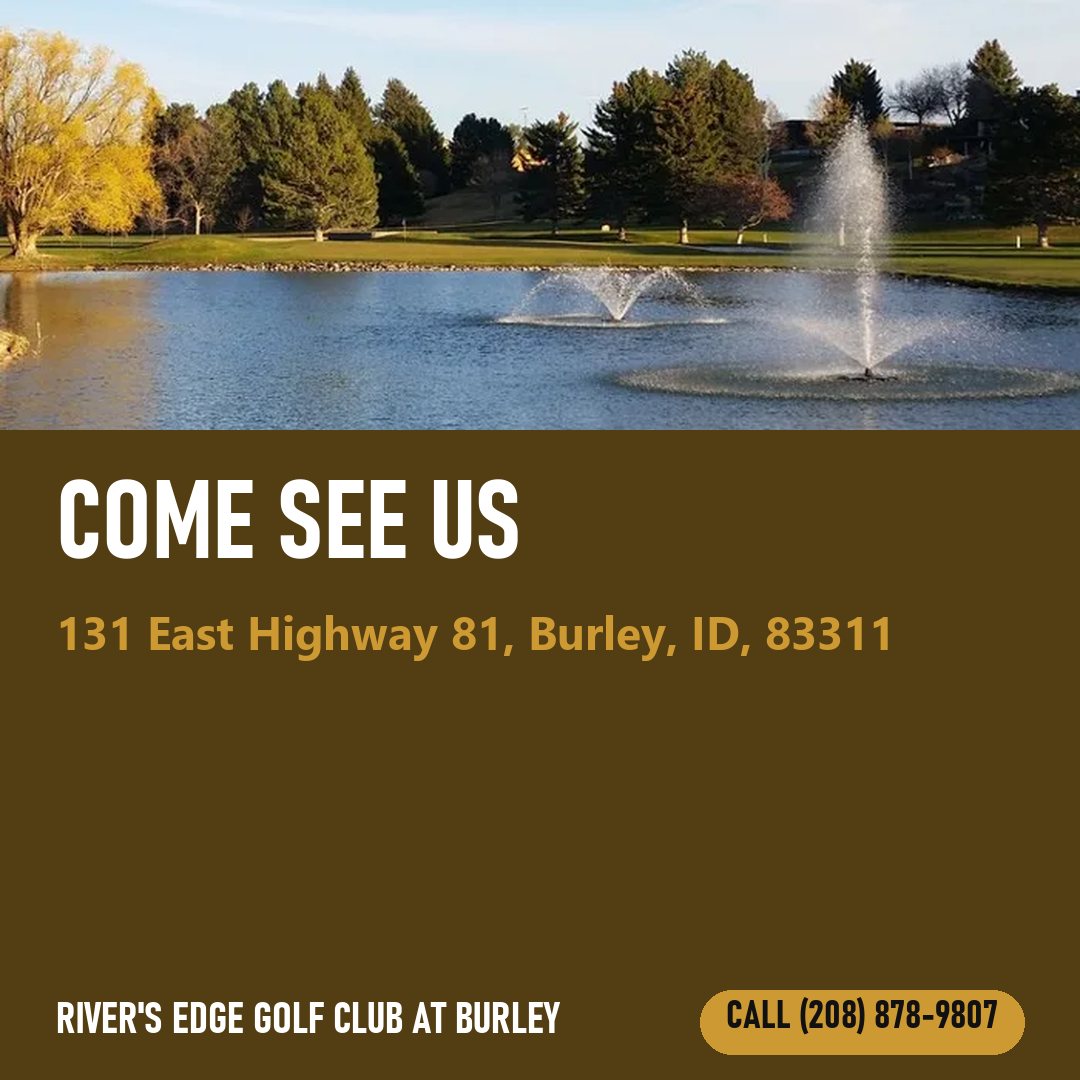 COME SEE US
131 East Highway 81, Burley, ID, 83311
RIVER'S EDGE GOLF CLUB AT BURLEY
CALL (208) 878-9807